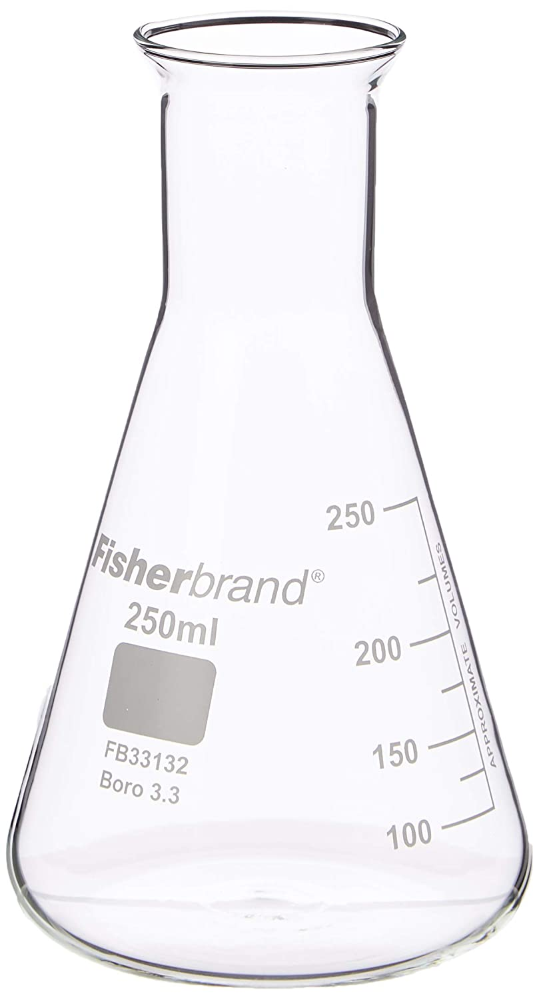 Fisherbrand®
250ml
FB33132
Boro 3.3
250
200
150
100
APPROXIMATE VOLUMES